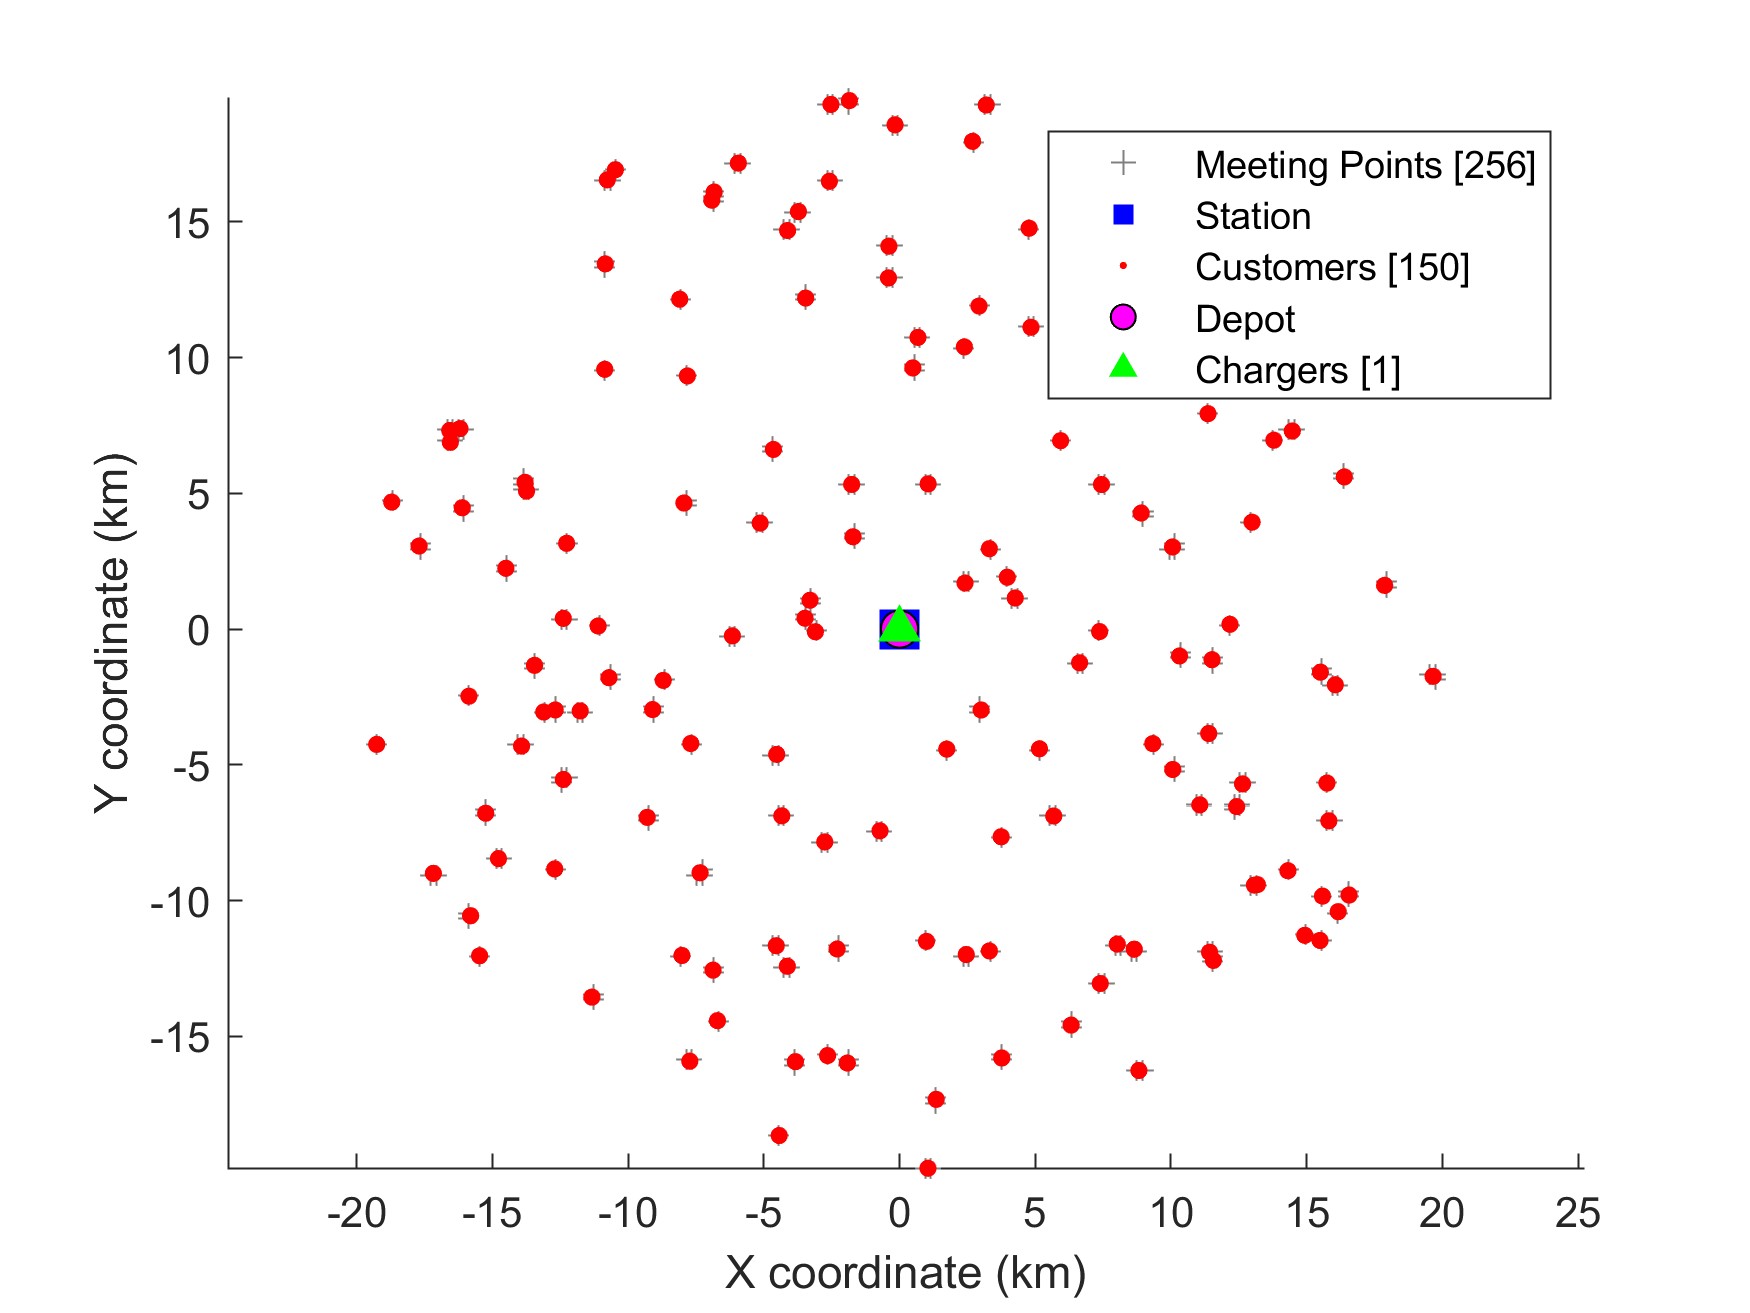 Meeting Points [256]
Station
Customers [150]
Depot
Chargers [1]
15
10
5
0
-5
-10
-15
Y coordinate (km)
-20 -15 -10 -5 0 5 10 15 20 25
X coordinate (km)